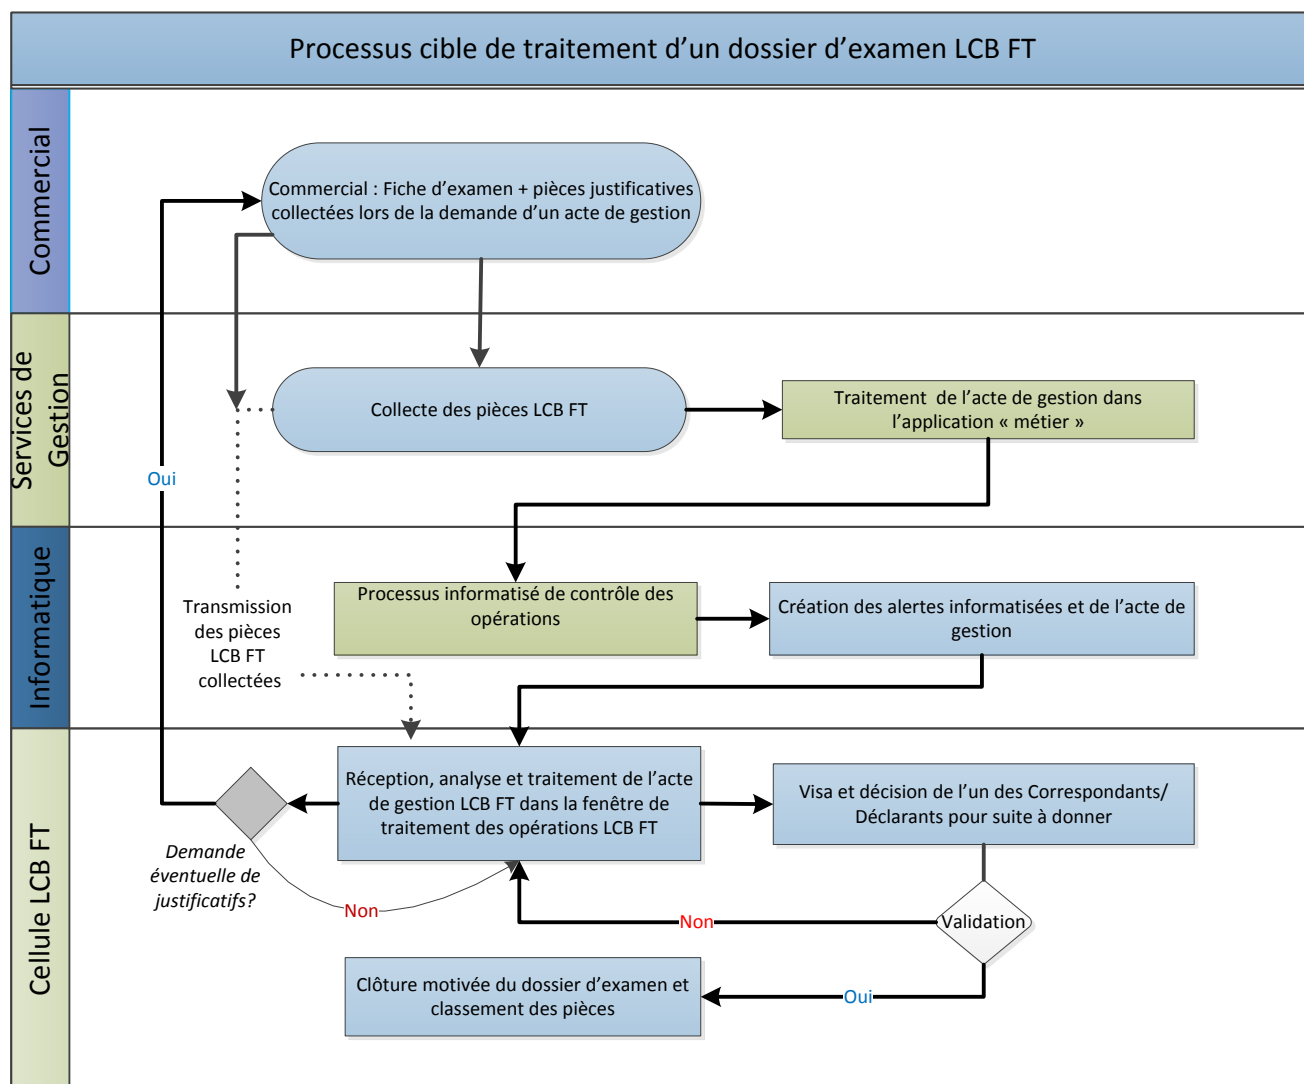 Processus cible de traitement d’un dossier d’examen LCB FT
Commercial
Commercial : Fiche d’examen + pièces justificatives
collectées lors de la demande d’un acte de gestion
Services de
Gestion
Collecte des pièces LCB FT
Traitement  de l’acte de gestion dans
l’application « métier »
Oui
Informatique
Processus informatisé de contrôle des
opérations
Création des alertes informatisées et de l’acte de
gestion
Transmission
des pièces
LCB FT
collectées
Cellule LCB FT
Réception, analyse et traitement de l’acte
de gestion LCB FT dans la fenêtre de
traitement des opérations LCB FT
Visa et décision de l’un des Correspondants/
Déclarants pour suite à donner
Demande
éventuelle de
justificatifs?
Non
Non
Validation
Clôture motivée du dossier d’examen et
classement des pièces
Oui